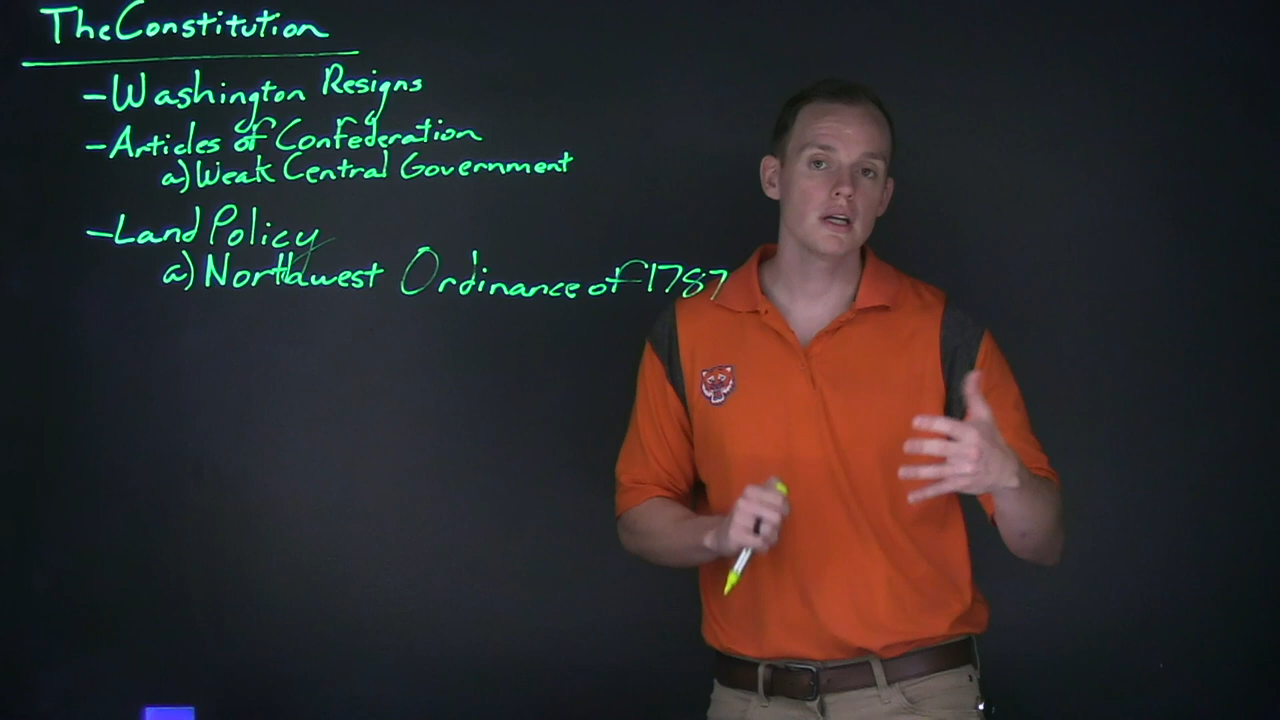 The Constitution
- Washington Resigns
- Articles of Confederation
a) Weak Central Government
- Land Policy
a) Northwest Ordinance of 1787